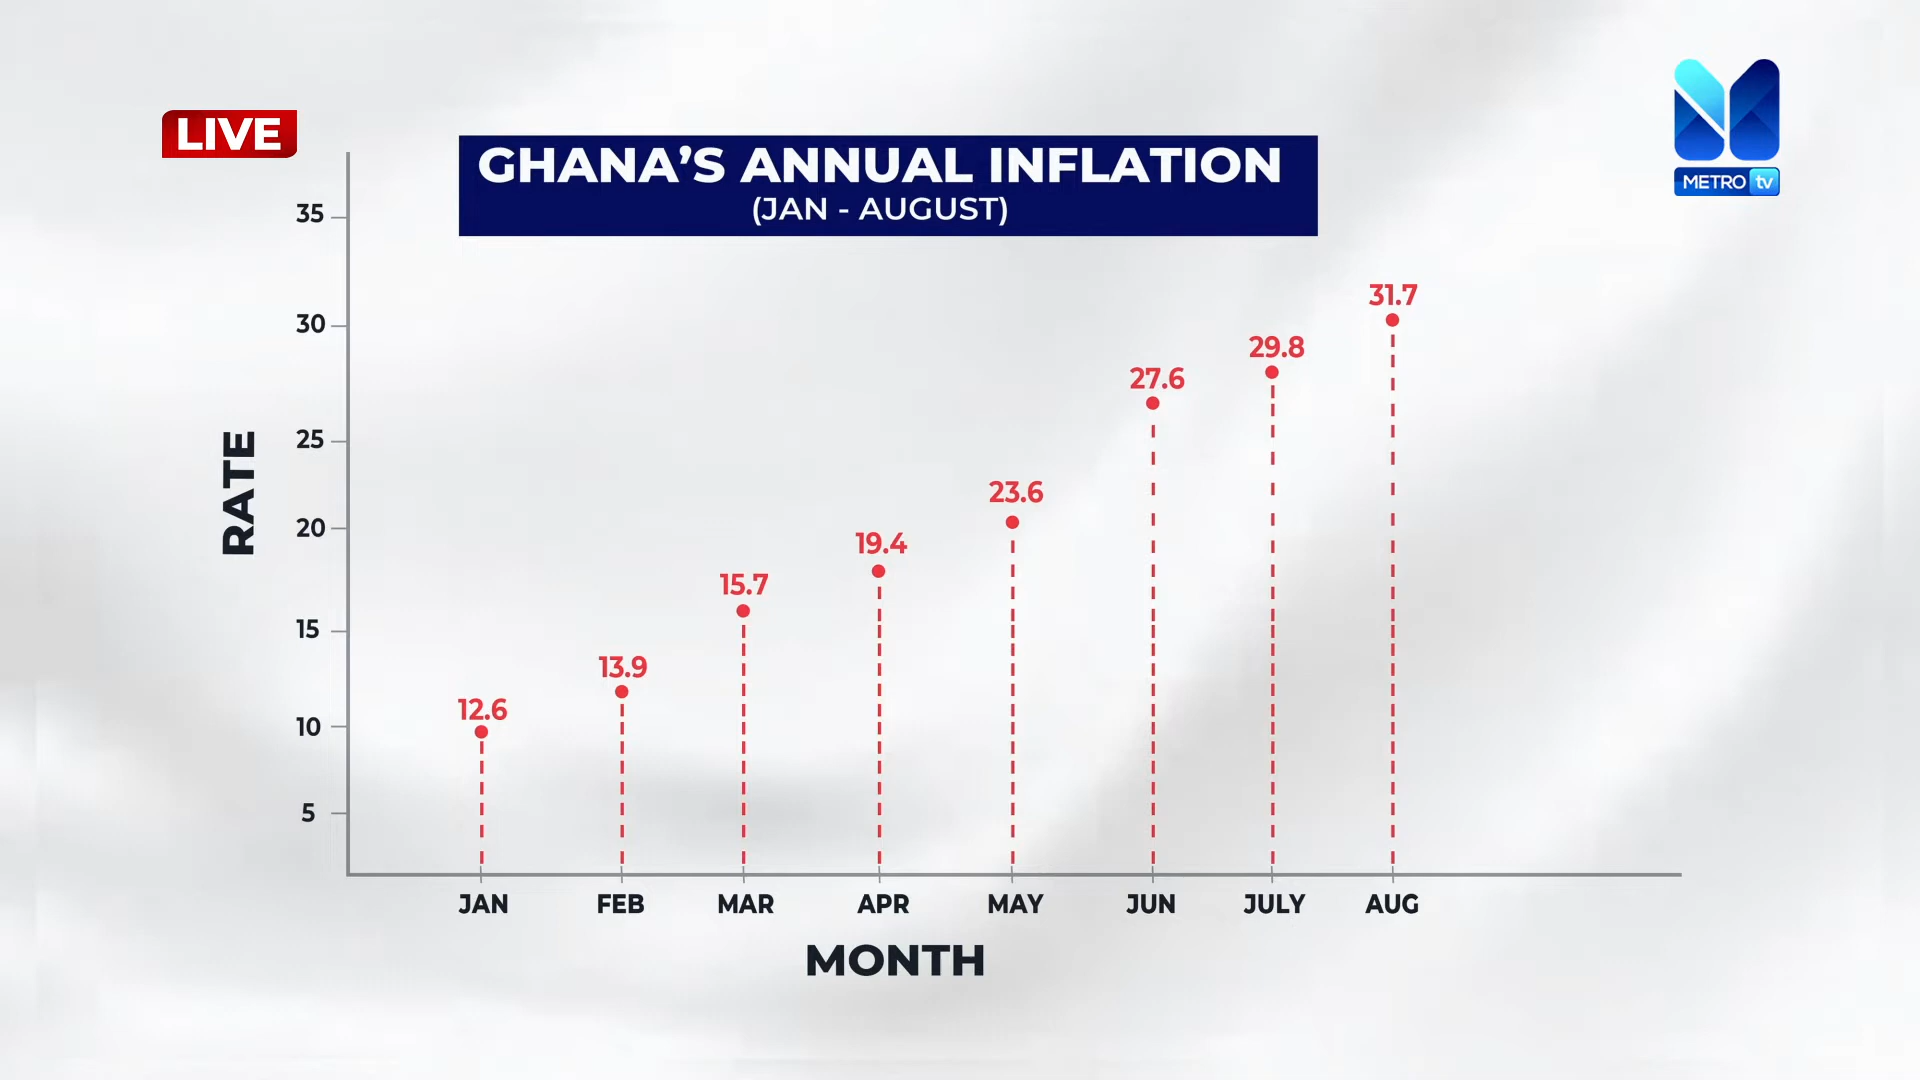 LIVE
GHANA’S ANNUAL INFLATION
(JAN - AUGUST)
METRO tv
RATE
35
30
25
20
15
10
5
12.6
13.9
15.7
19.4
23.6
27.6
29.8
31.7
JAN FEB MAR APR MAY JUN JULY AUG
MONTH